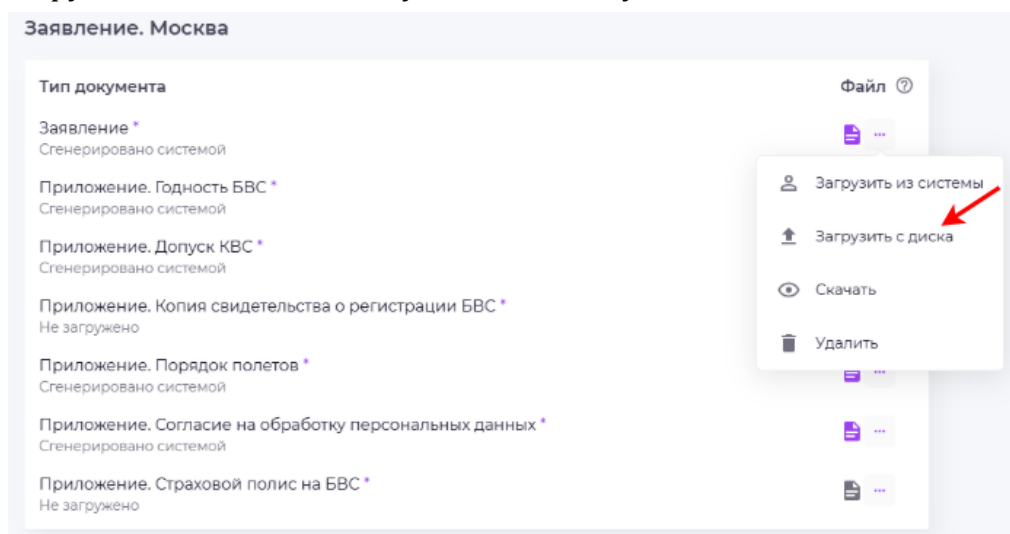 Заявление. Москва
Тип документа
Файл ?
Заявление *
Сгенерировано системой
Приложение. Годность БВС *
Сгенерировано системой
Приложение. Допуск КВС *
Сгенерировано системой
Приложение. Копия свидетельства о регистрации БВС *
Не загружено
Приложение. Порядок полетов *
Сгенерировано системой
Приложение. Согласие на обработку персональных данных *
Сгенерировано системой
Приложение. Страховой полис на БВС *
Не загружено
Загрузить из системы
Загрузить с диска
Скачать
Удалить